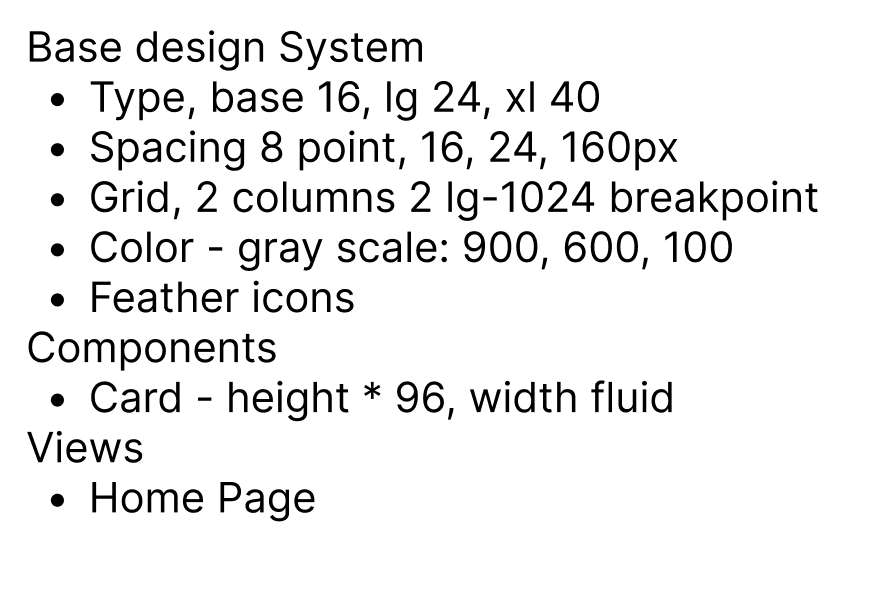 Base design System
• Type, base 16, lg 24, xl 40
• Spacing 8 point, 16, 24, 160px
• Grid, 2 columns 2 lg-1024 breakpoint
• Color - gray scale: 900, 600, 100
• Feather icons
Components
• Card - height * 96, width fluid
Views
• Home Page